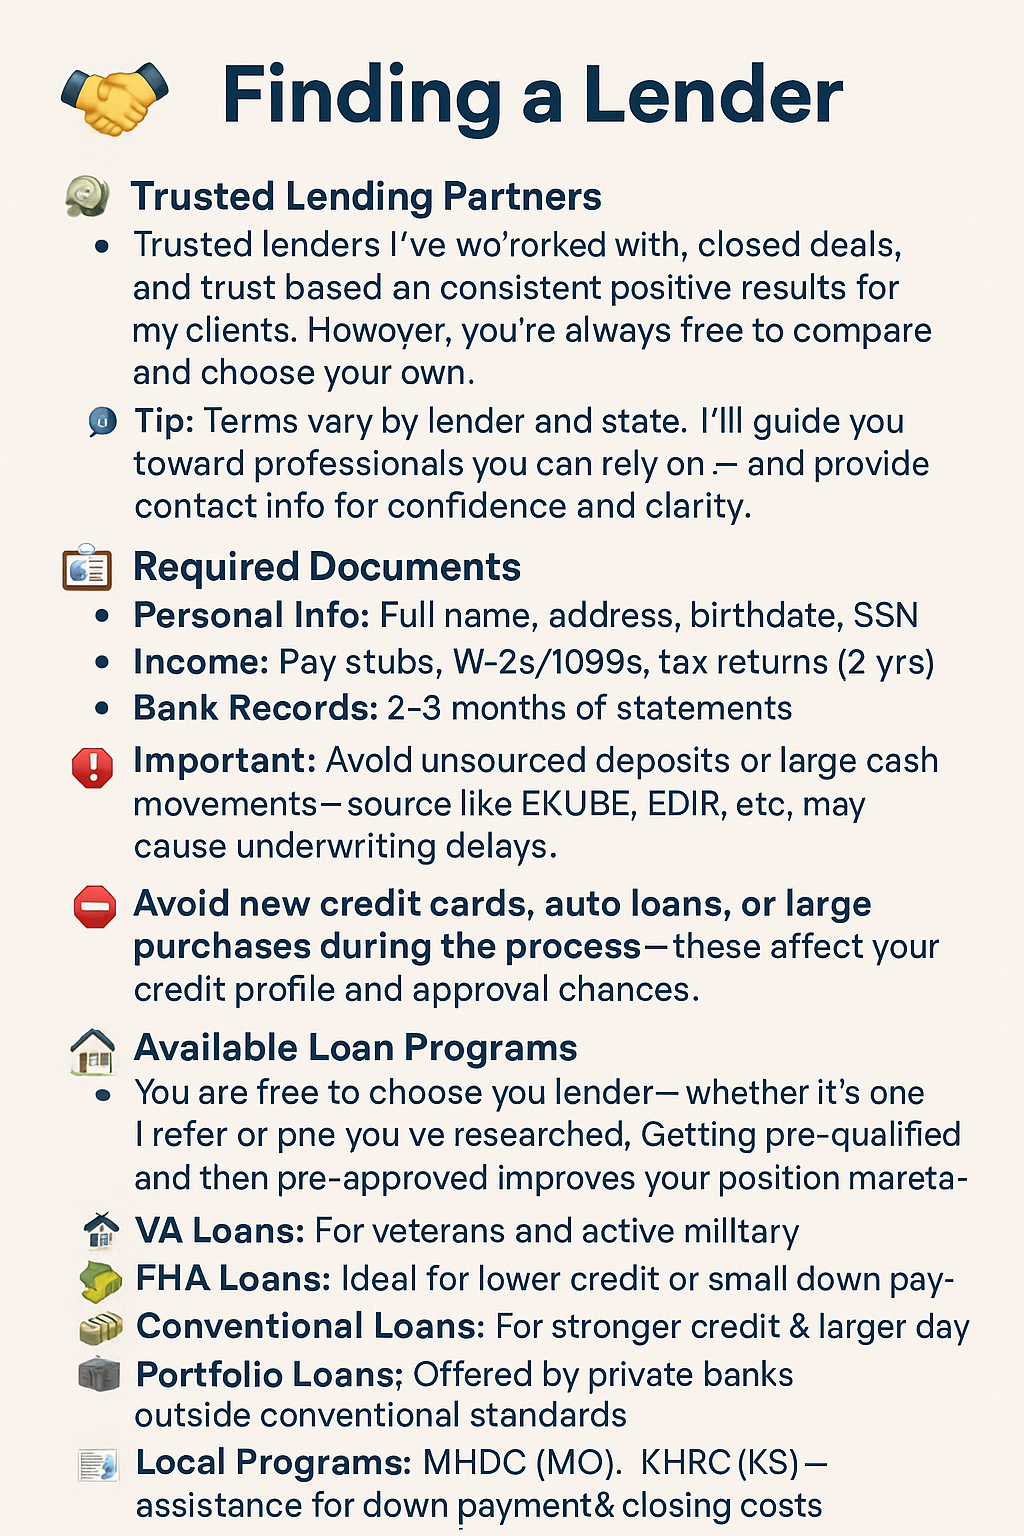 Finding a Lender
Trusted Lending Partners
• Trusted lenders I've wo'rorked with, closed deals,
and trust based an consistent positive results for
my clients. Howoyer, you're always free to compare
and choose your own.
Tip: Terms vary by lender and state. I'lll guide you
toward professionals you can rely on .— and provide
contact info for confidence and clarity.
Required Documents
• Personal Info: Full name, address, birthdate, SSN
• Income: Pay stubs, W-2s/1099s, tax returns (2 yrs)
• Bank Records: 2-3 months of statements
Important: Avold unsourced deposits or large cash
movements—source like EKUBE, EDIR, etc, may
cause underwriting delays.
Avoid new credit cards, auto loans, or large
purchases during the process—these affect your
credit profile and approval chances.
Available Loan Programs
• You are free to choose you lender— whether it's one
I refer or pne you ve researched, Getting pre-qualified
and then pre-approved improves your position mareta-
VA Loans: For veterans and active milltary
FHA Loans: Ideal for lower credit or small down pay-
Conventional Loans: For stronger credit & larger day
Portfolio Loans; Offered by private banks
outside conventional standards
Local Programs: MHDC (MO). KHRC (KS)—
assistance for down payment& closing costs